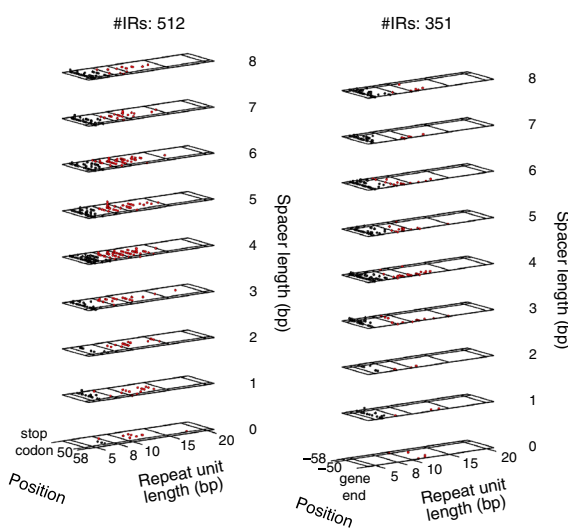 #IRs: 512
8
7
6
5
4
3
2
1
0
Spacer length (bp)
stop
codon
50
58
5
8
10
15
20
Position
Repeat unit
length (bp)
#IRs: 351
8
7
6
5
4
3
2
1
0
Spacer length (bp)
−58
−50
gene
end
5
8
10
15
20
Position
Repeat unit
length (bp)